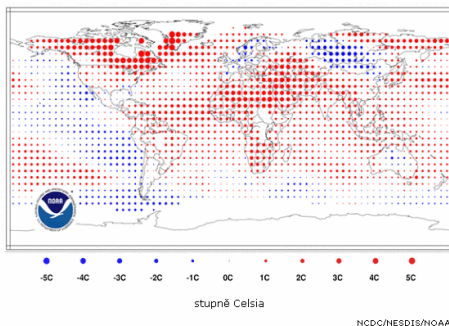 NOAA
-5C -4C -3C -2C -1C 0C 1C 2C 3C 4C 5C
stupně Celsia
NCDC/NESDIS/NOAA